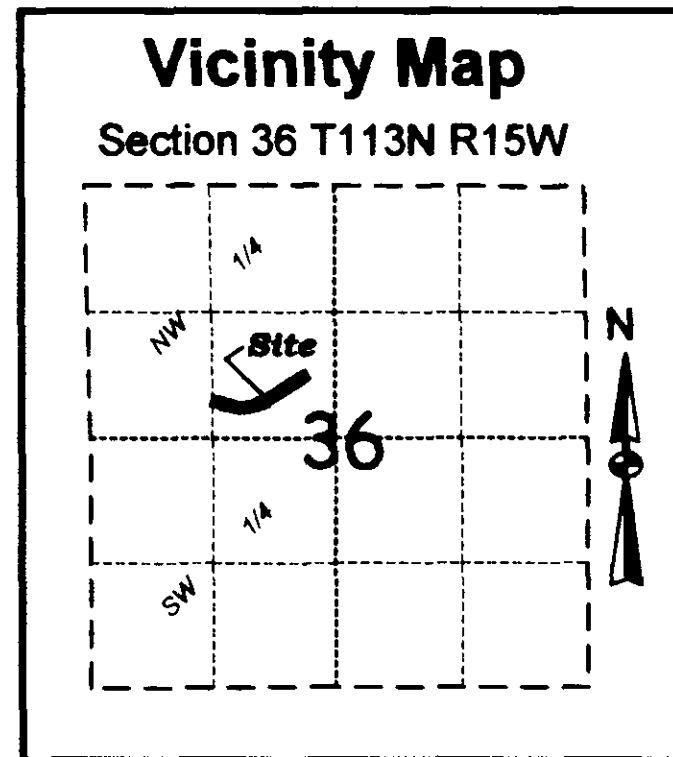 Vicinity Map
Section 36 T113N R15W
1/4
NW
Site
N
36
1/4
SW